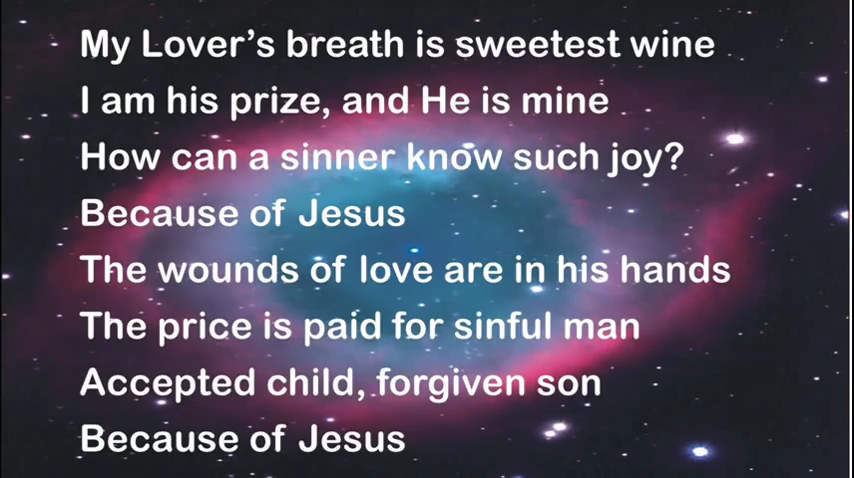 My Lover’s breath is sweetest wine
I am his prize, and He is mine
How can a sinner know such joy?
Because of Jesus
The wounds of love are in his hands
The price is paid for sinful man
Accepted child, forgiven son
Because of Jesus